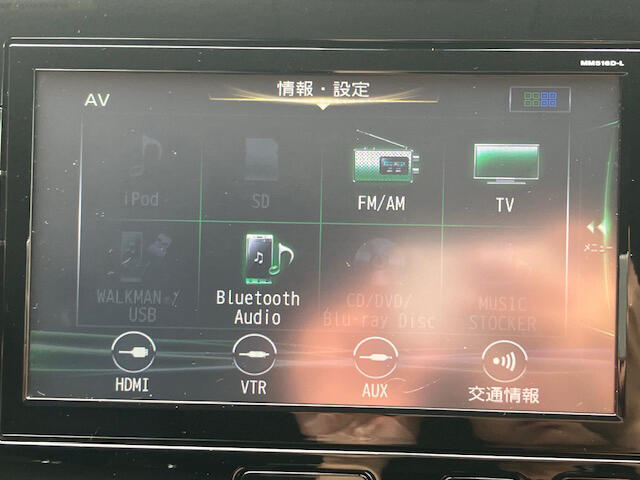 MM516D-L
情報・設定
AV
iPod
SD
FM/AM
TV
メニュー
WALKMAN®/
USB
Bluetooth
Audio
CD/DVD/
Blu-ray Disc
MUSIC
STOCKER
HDMI
VTR
AUX
交通情報